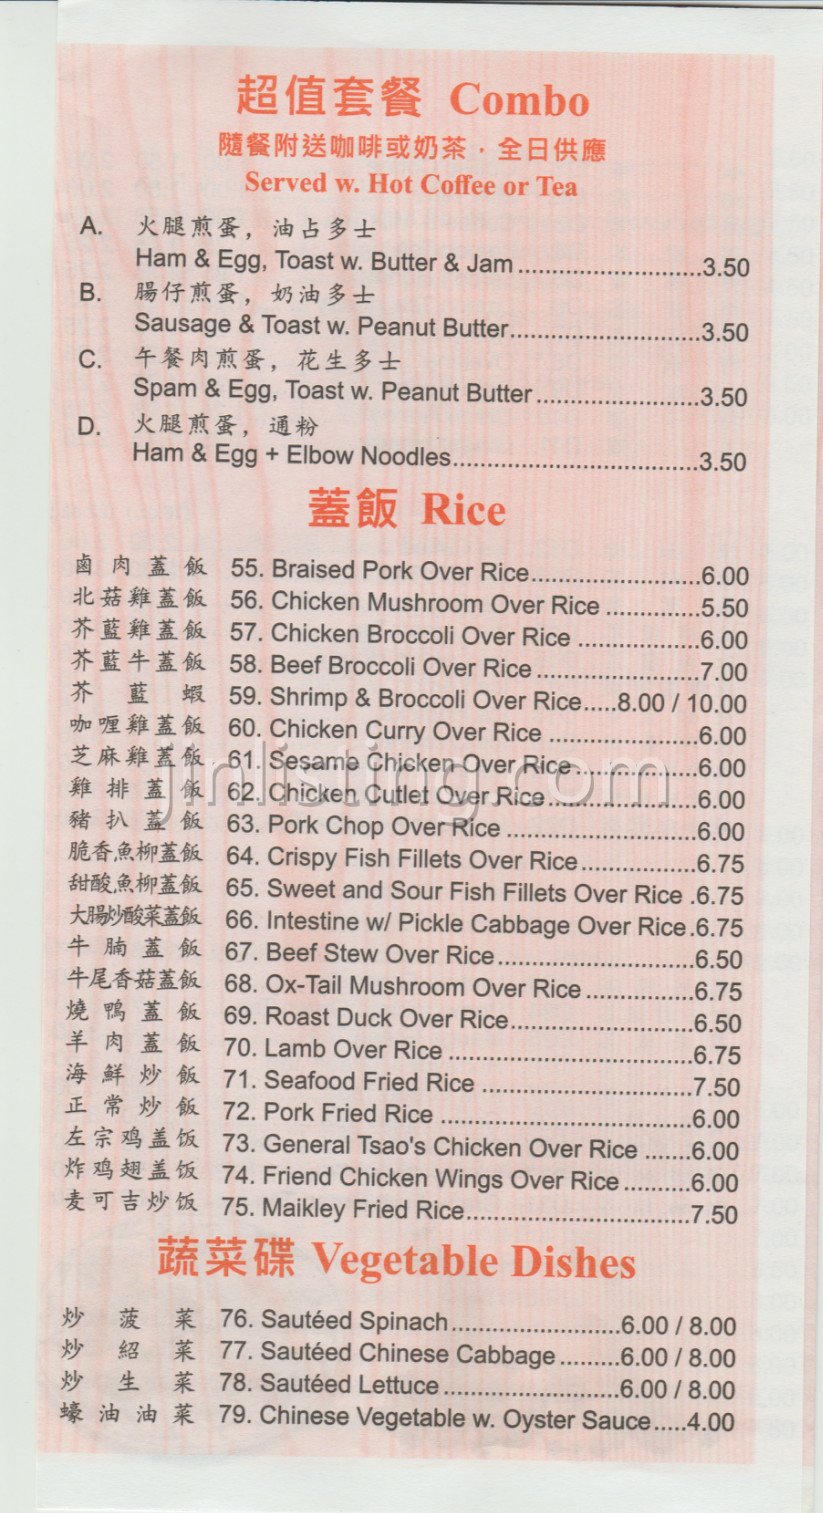 超值套餐 Combo
隨餐附送咖啡或奶茶．全日供應
Served w. Hot Coffee or Tea
A. 火腿煎蛋，油占多士
Ham & Egg, Toast w. Butter & Jam...........................3.50
B. 腸仔煎蛋，奶油多士
Sausage & Toast w. Peanut Butter............................3.50
C. 午餐肉煎蛋，花生多士
Spam & Egg, Toast w. Peanut Butter........................3.50
D. 火腿煎蛋，通粉
Ham & Egg + Elbow Noodles....................................3.50
蓋飯 Rice
鹵肉蓋飯 55. Braised Pork Over Rice.........................6.00
北菇雞蓋飯 56. Chicken Mushroom Over Rice ..............5.50
芥藍雞蓋飯 57. Chicken Broccoli Over Rice ..................6.00
芥藍牛蓋飯 58. Beef Broccoli Over Rice........................7.00
芥藍蝦 59. Shrimp & Broccoli Over Rice.....8.00 / 10.00
咖喱雞蓋飯 60. Chicken Curry Over Rice ......................6.00
芝麻雞蓋飯 61. Sesame Chicken Over Rice..................6.00
jinlisting.com
雞排蓋飯 62. Chicken Cutlet Over Rice......................6.00
豬扒蓋飯 63. Pork Chop Over Rice ............................6.00
脆香魚柳蓋飯 64. Crispy Fish Fillets Over Rice.................6.75
甜酸魚柳蓋飯 65. Sweet and Sour Fish Fillets Over Rice .6.75
大腸炒酸菜蓋飯 66. Intestine w/ Pickle Cabbage Over Rice.6.75
牛腩蓋飯 67. Beef Stew Over Rice.............................6.50
牛尾香菇蓋飯 68. Ox-Tail Mushroom Over Rice ................6.75
燒鴨蓋飯 69. Roast Duck Over Rice...........................6.50
羊肉蓋飯 70. Lamb Over Rice ....................................6.75
海鮮炒飯 71. Seafood Fried Rice ...............................7.50
正常炒飯 72. Pork Fried Rice .....................................6.00
左宗鸡盖饭 73. General Tsao's Chicken Over Rice .......6.00
炸鸡翅盖饭 74. Friend Chicken Wings Over Rice..........6.00
麦可吉炒饭 75. Maikley Fried Rice.................................7.50
蔬菜碟 Vegetable Dishes
炒菠菜 76. Sautéed Spinach.........................6.00 / 8.00
炒紹菜 77. Sautéed Chinese Cabbage.........6.00 / 8.00
炒生菜 78. Sautéed Lettuce..........................6.00 / 8.00
蠔油油菜 79. Chinese Vegetable w. Oyster Sauce.....4.00